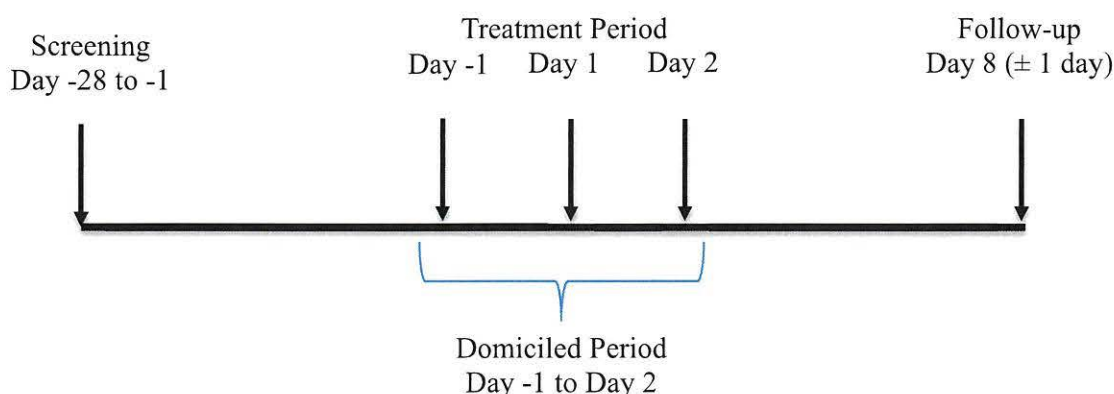 Screening
Day -28 to -1
Treatment Period
Day -1
Day 1
Day 2
Follow-up
Day 8 (± 1 day)
Domiciled Period
Day -1 to Day 2